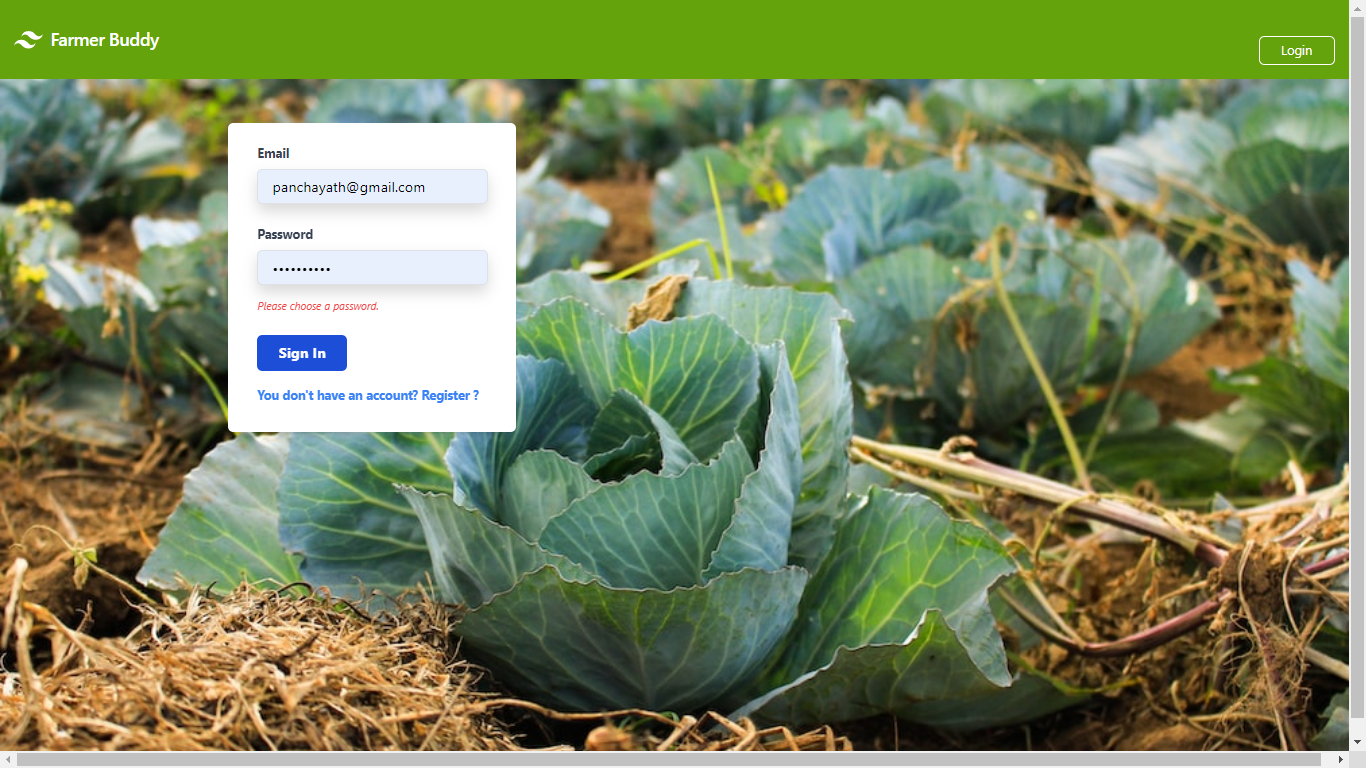 Farmer Buddy
Login
Email
panchayath@gmail.com
Password
••••••••••
Please choose a password.
Sign In
You don't have an account? Register ?